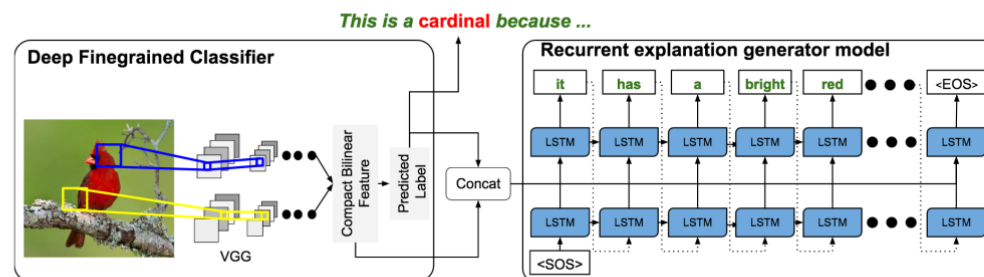 This is a cardinal because ...
Deep Finegrained Classifier
VGG
Compact Bilinear
Feature
Predicted
Label
Concat
Recurrent explanation generator model
it has a bright red <EOS>
LSTM LSTM LSTM LSTM LSTM LSTM
LSTM LSTM LSTM LSTM LSTM LSTM
<SOS>